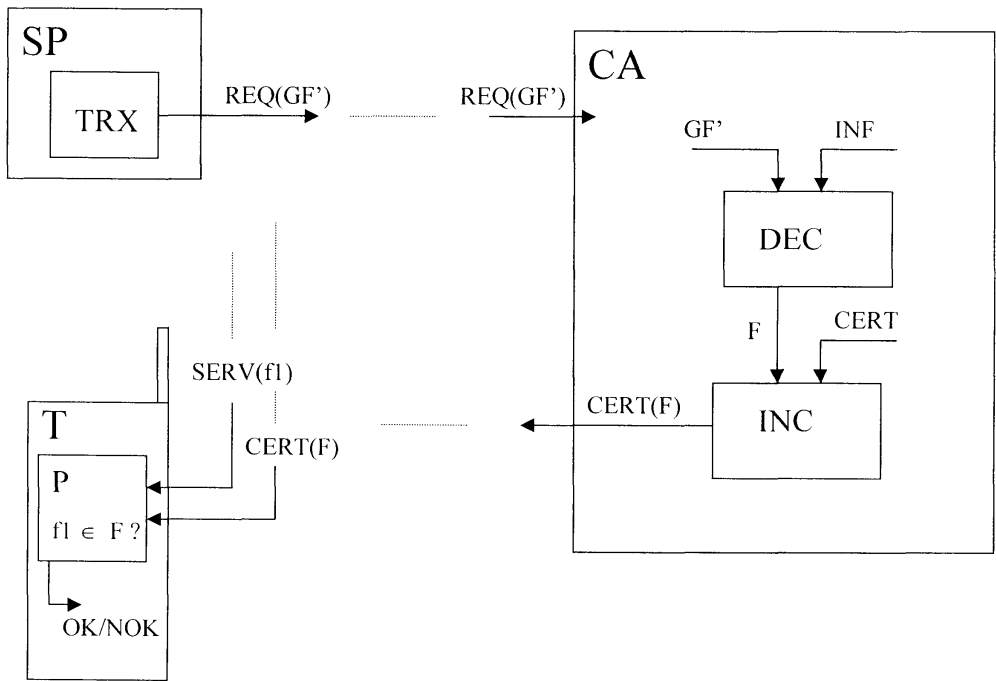 SP
TRX
REQ(GF')
REQ(GF')
CA
GF'
INF
DEC
F
CERT
INC
CERT(F)
SERV(f1)
CERT(F)
T
P
f1 ∈ F ?
OK/NOK